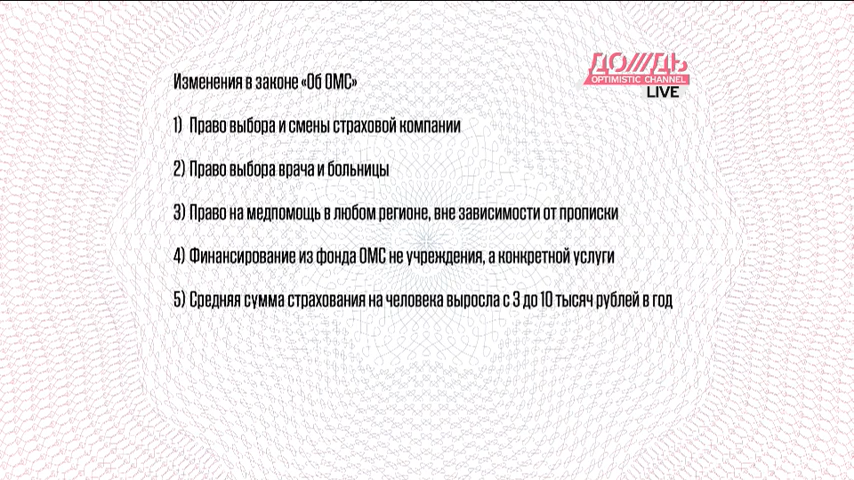 ДОЖДЬ
OPTIMISTIC CHANNEL
LIVE
Изменения в законе «Об ОМС»
1) Право выбора и смены страховой компании
2) Право выбора врача и больницы
3) Право на медпомощь в любом регионе, вне зависимости от прописки
4) Финансирование из фонда ОМС не учреждения, а конкретной услуги
5) Средняя сумма страхования на человека выросла с 3 до 10 тысяч рублей в год